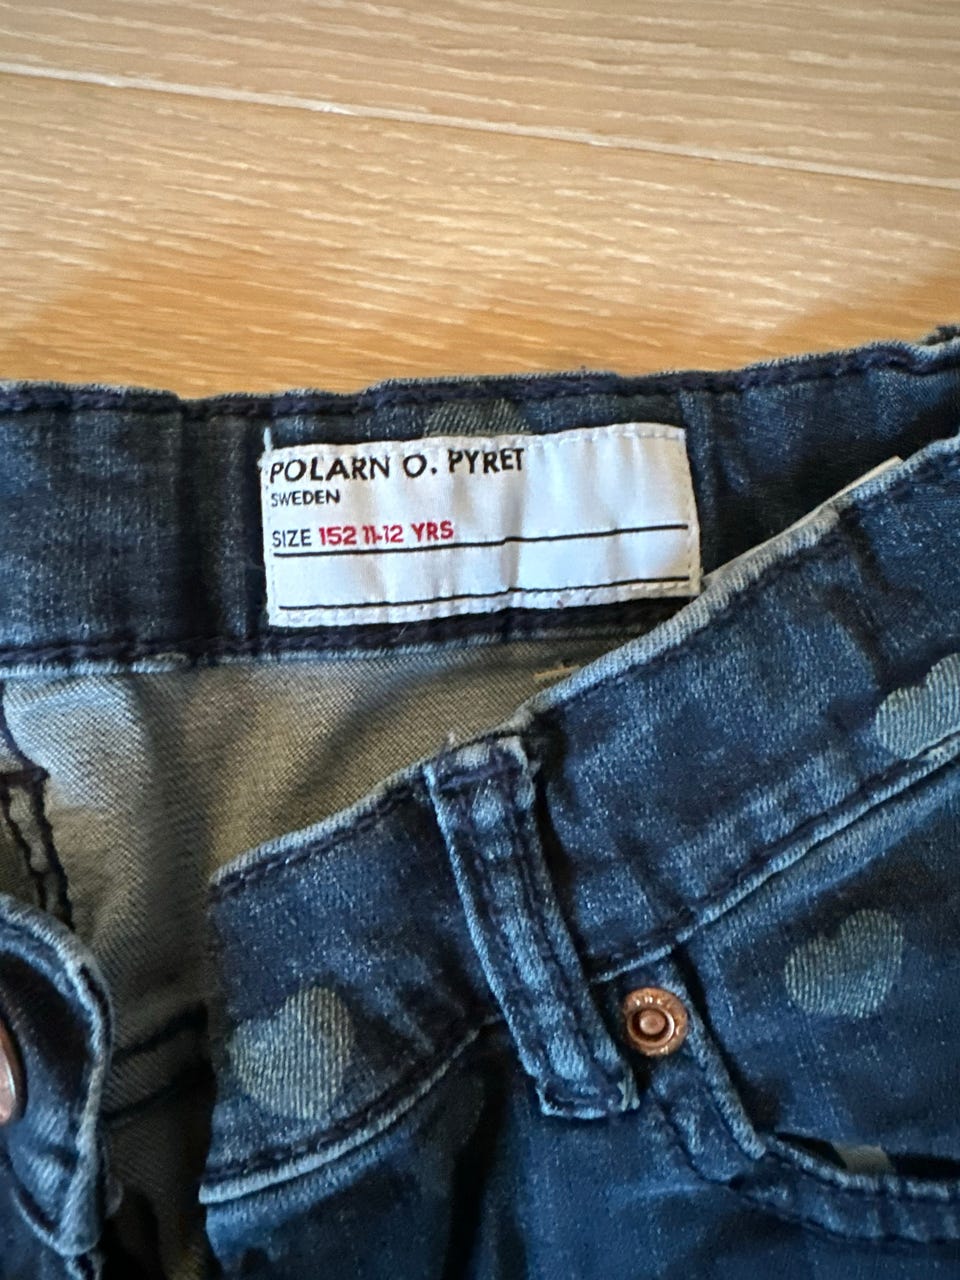 POLARN O. PYRET
SWEDEN
SIZE 152 11-12 YRS